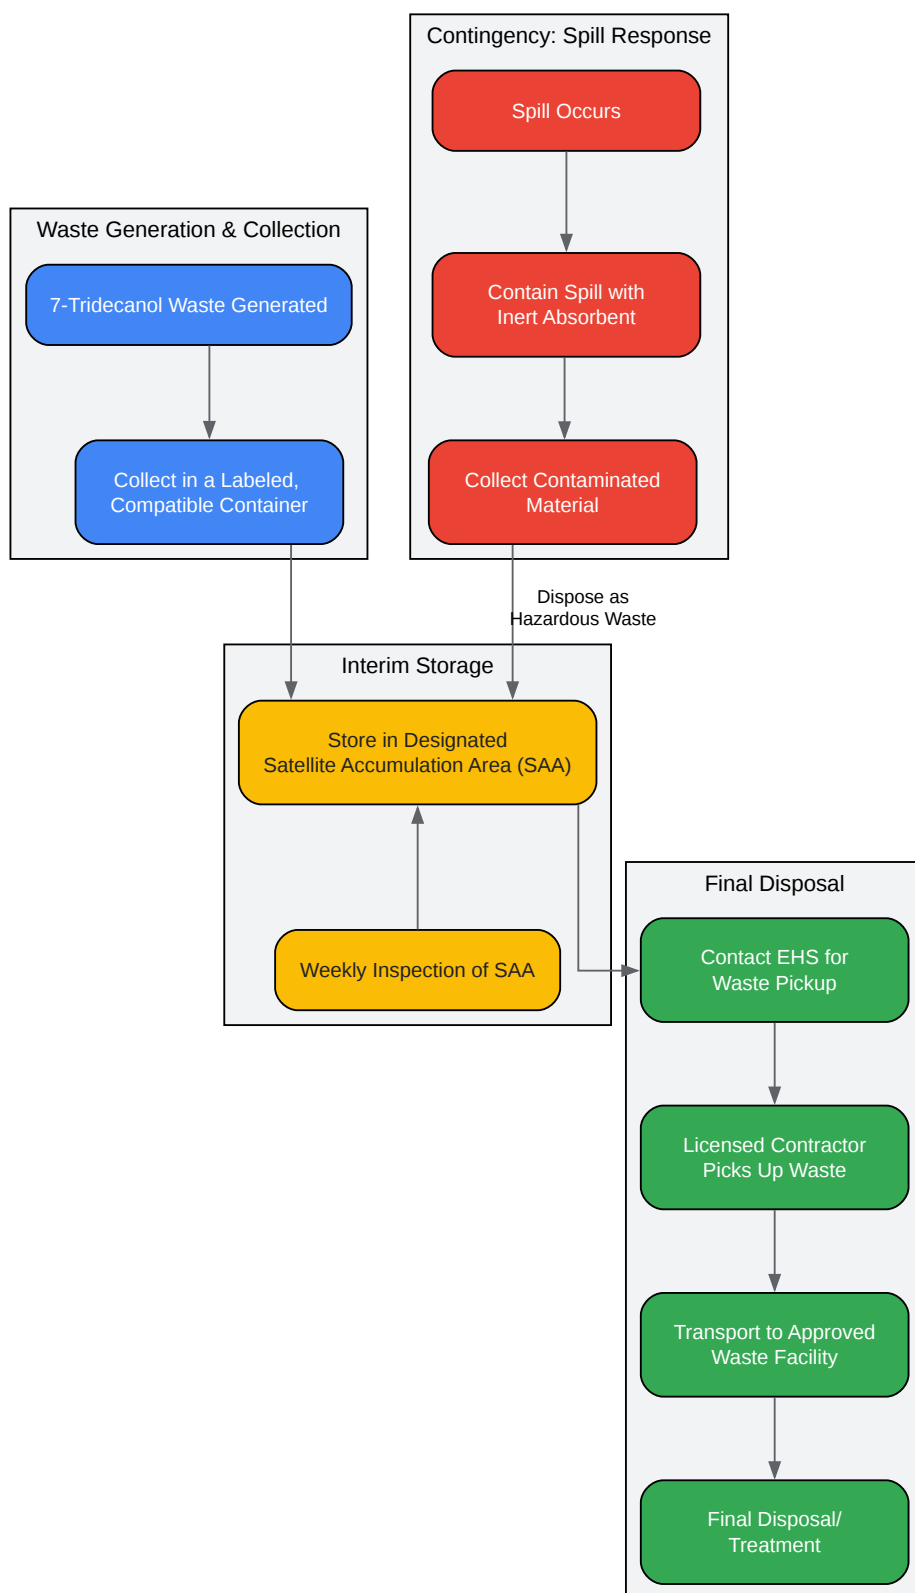 Contingency: Spill Response
Spill Occurs
Contain Spill with
Inert Absorbent
Collect Contaminated
Material
Waste Generation & Collection
7-Tridecanol Waste Generated
Collect in a Labeled,
Compatible Container
Dispose as
Hazardous Waste
Interim Storage
Store in Designated
Satellite Accumulation Area (SAA)
Weekly Inspection of SAA
Final Disposal
Contact EHS for
Waste Pickup
Licensed Contractor
Picks Up Waste
Transport to Approved
Waste Facility
Final Disposal/
Treatment